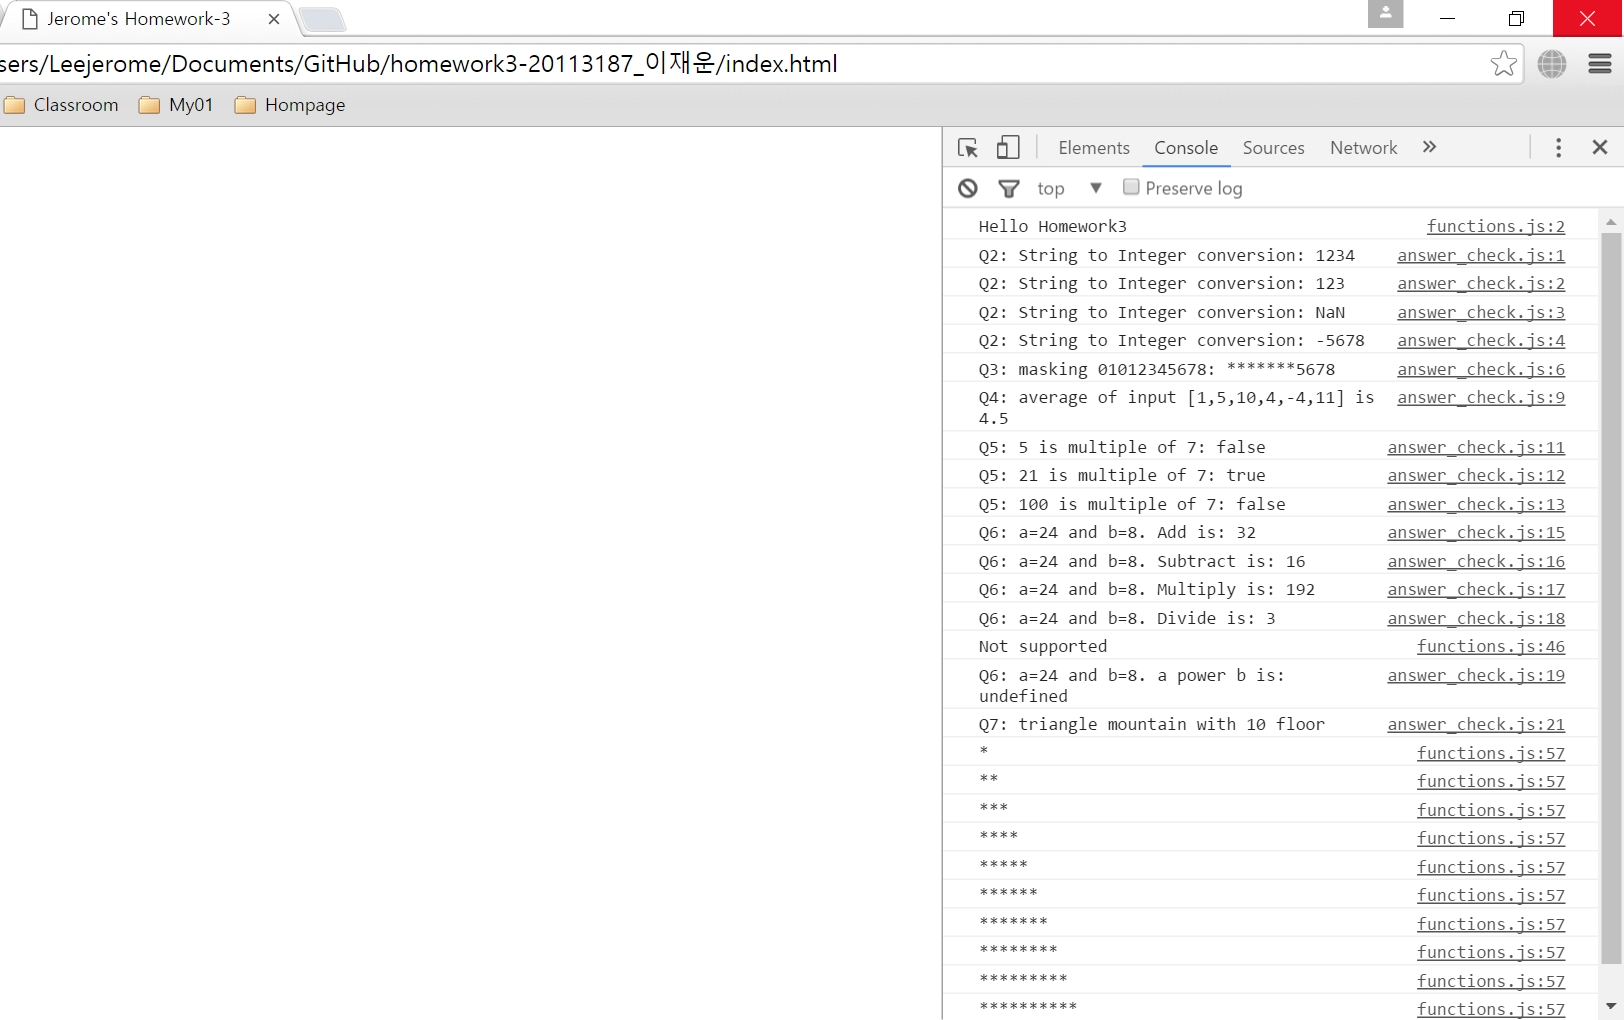 Jerome's Homework-3
sers/Leejerome/Documents/GitHub/homework3-20113187_이재운/index.html
Classroom My01 Hompage
Elements Console Sources Network »
top ▼ Preserve log
Hello Homework3 functions.js:2
Q2: String to Integer conversion: 1234 answer_check.js:1
Q2: String to Integer conversion: 123 answer_check.js:2
Q2: String to Integer conversion: NaN answer_check.js:3
Q2: String to Integer conversion: -5678 answer_check.js:4
Q3: masking 01012345678: *******5678 answer_check.js:6
Q4: average of input [1,5,10,4,-4,11] is answer_check.js:9
4.5
Q5: 5 is multiple of 7: false answer_check.js:11
Q5: 21 is multiple of 7: true answer_check.js:12
Q5: 100 is multiple of 7: false answer_check.js:13
Q6: a=24 and b=8. Add is: 32 answer_check.js:15
Q6: a=24 and b=8. Subtract is: 16 answer_check.js:16
Q6: a=24 and b=8. Multiply is: 192 answer_check.js:17
Q6: a=24 and b=8. Divide is: 3 answer_check.js:18
Not supported functions.js:46
Q6: a=24 and b=8. a power b is: answer_check.js:19
undefined
Q7: triangle mountain with 10 floor answer_check.js:21
* functions.js:57
** functions.js:57
*** functions.js:57
**** functions.js:57
***** functions.js:57
****** functions.js:57
******* functions.js:57
******** functions.js:57
********* functions.js:57
********** functions.js:57